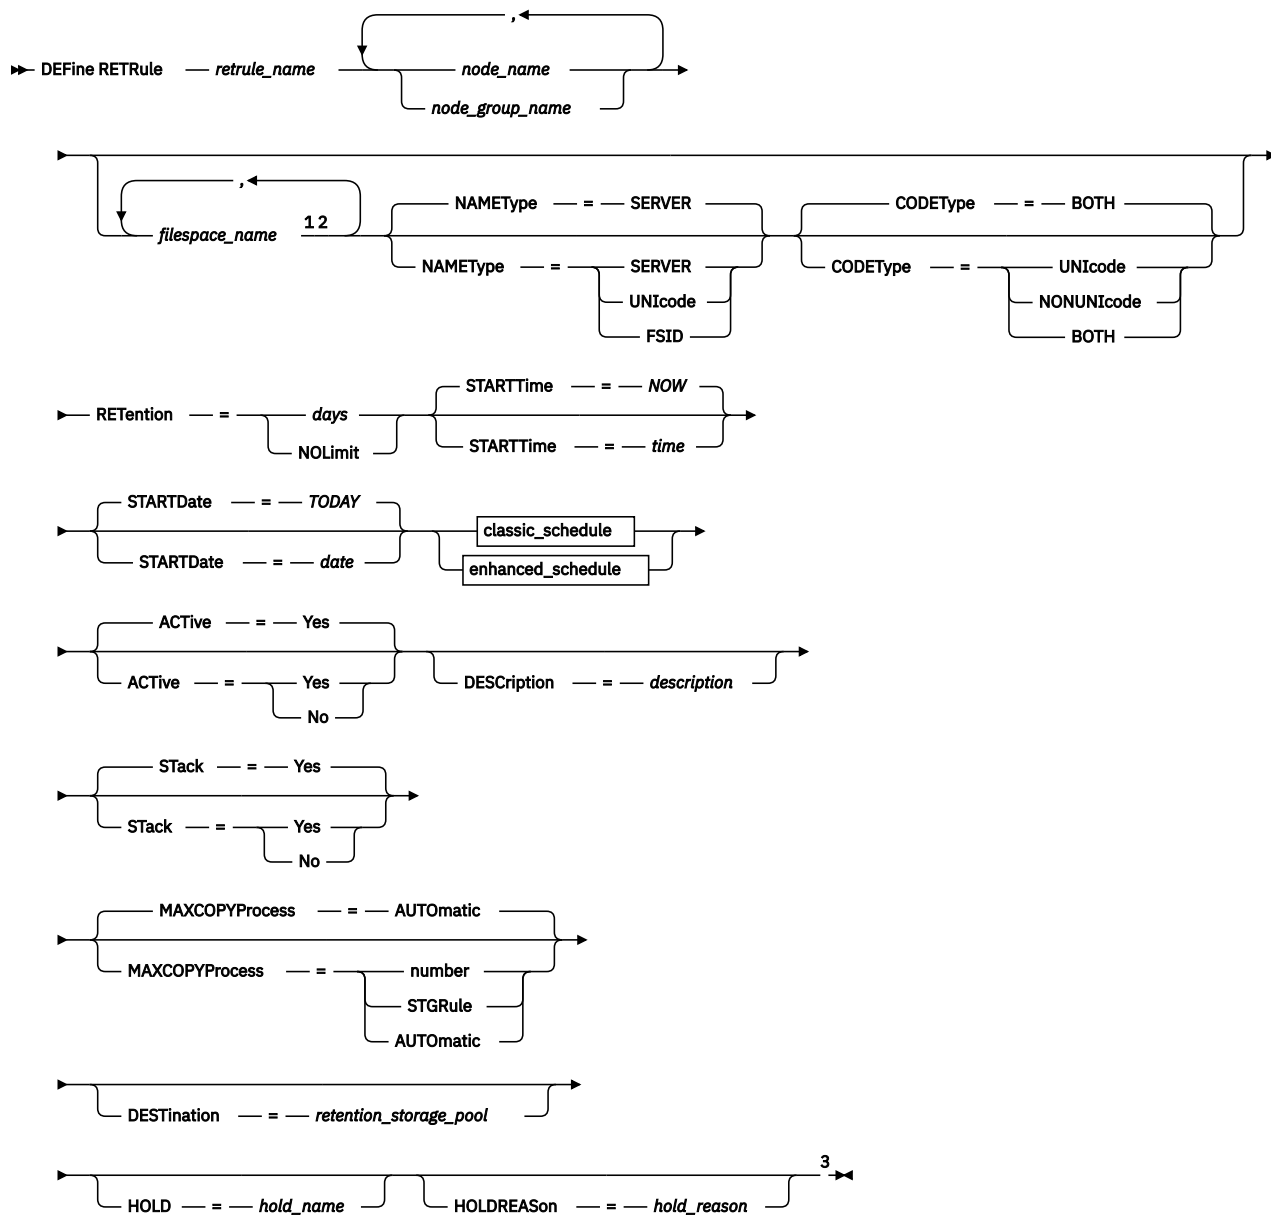 ,
DEFine RETRule retrule_name node_name
node_group_name
,
NAMEType = SERVER CODEType = BOTH
filespace_name 1 2
NAMEType = SERVER CODEType = UNIcode
UNIcode NONUNIcode
FSID BOTH
STARTTime = NOW
RETention = days
NOLimit STARTTime = time
STARTDate = TODAY
classic_schedule
STARTDate = date enhanced_schedule
ACTive = Yes
ACTive = Yes DESCription = description
No
STack = Yes
STack = Yes
No
MAXCOPYProcess = AUTOmatic
MAXCOPYProcess = number
STGRule
AUTOmatic
DESTination = retention_storage_pool
3
HOLD = hold_name HOLDREASon = hold_reason